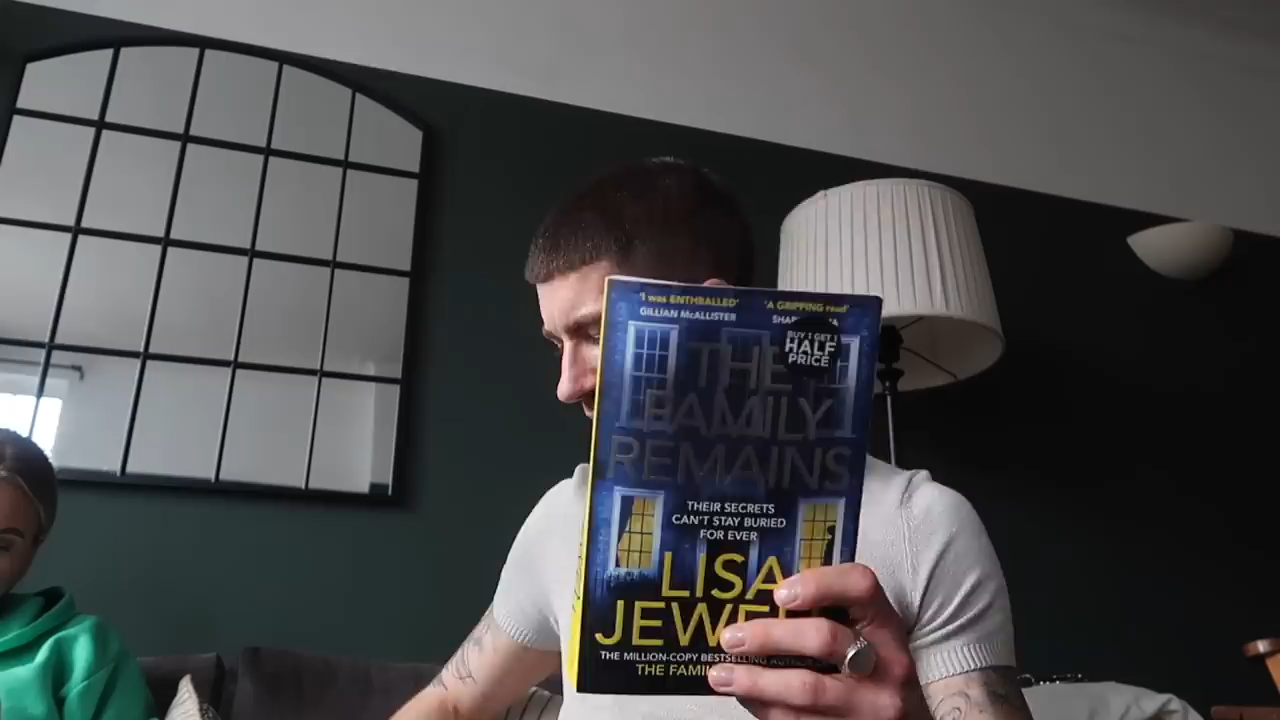 'I was ENTHRALLED'
GILLIAN McALLISTER
'A GRIPPING read'
BUY 1 GET 1
HALF
PRICE
THE
FAMILY
REMAINS
THEIR SECRETS
CAN'T STAY BURIED
FOR EVER
LISA
THE MILLION-COPY BESTSELLING
THE